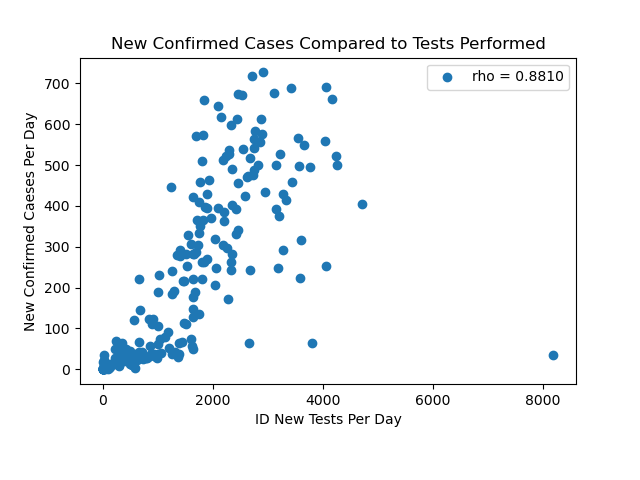 New Confirmed Cases Compared to Tests Performed
rho = 0.8810
New Confirmed Caeses Per Day
700
600
500
400
300
200
100
0
0 2000 4000 6000 8000
ID New Tests Per Day